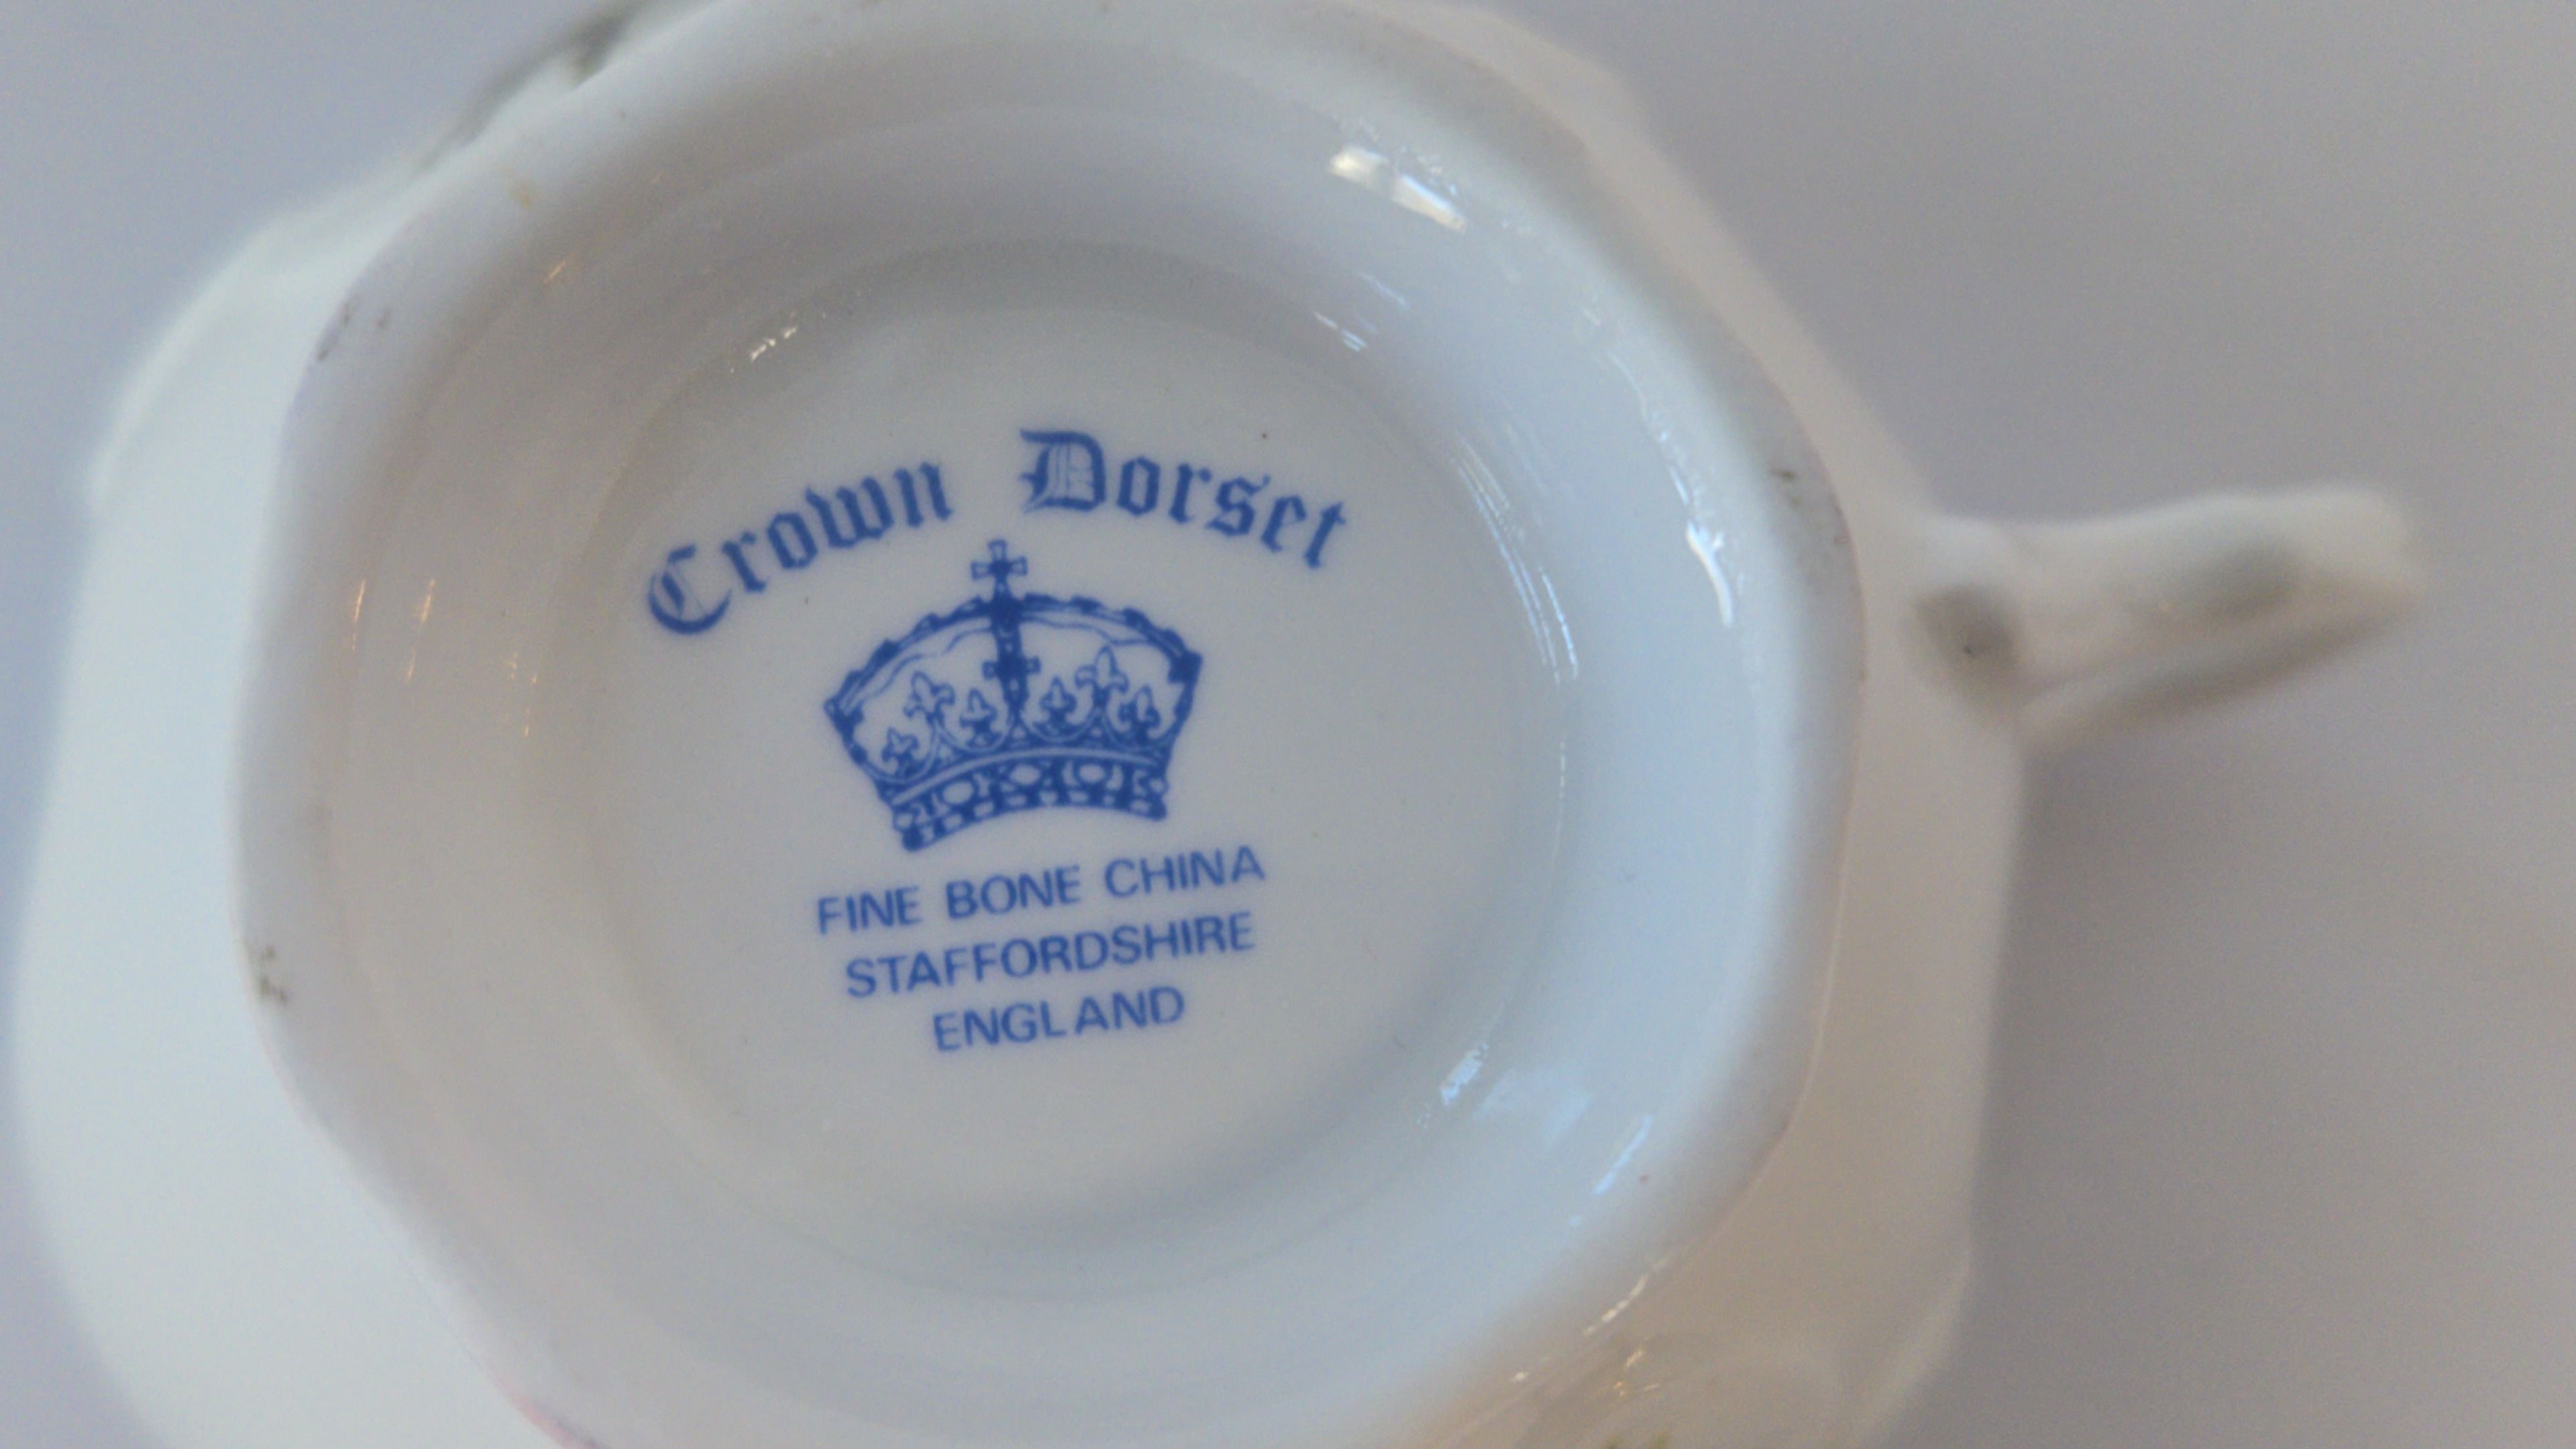 Crown Dorset
FINE BONE CHINA
STAFFORDSHIRE
ENGLAND